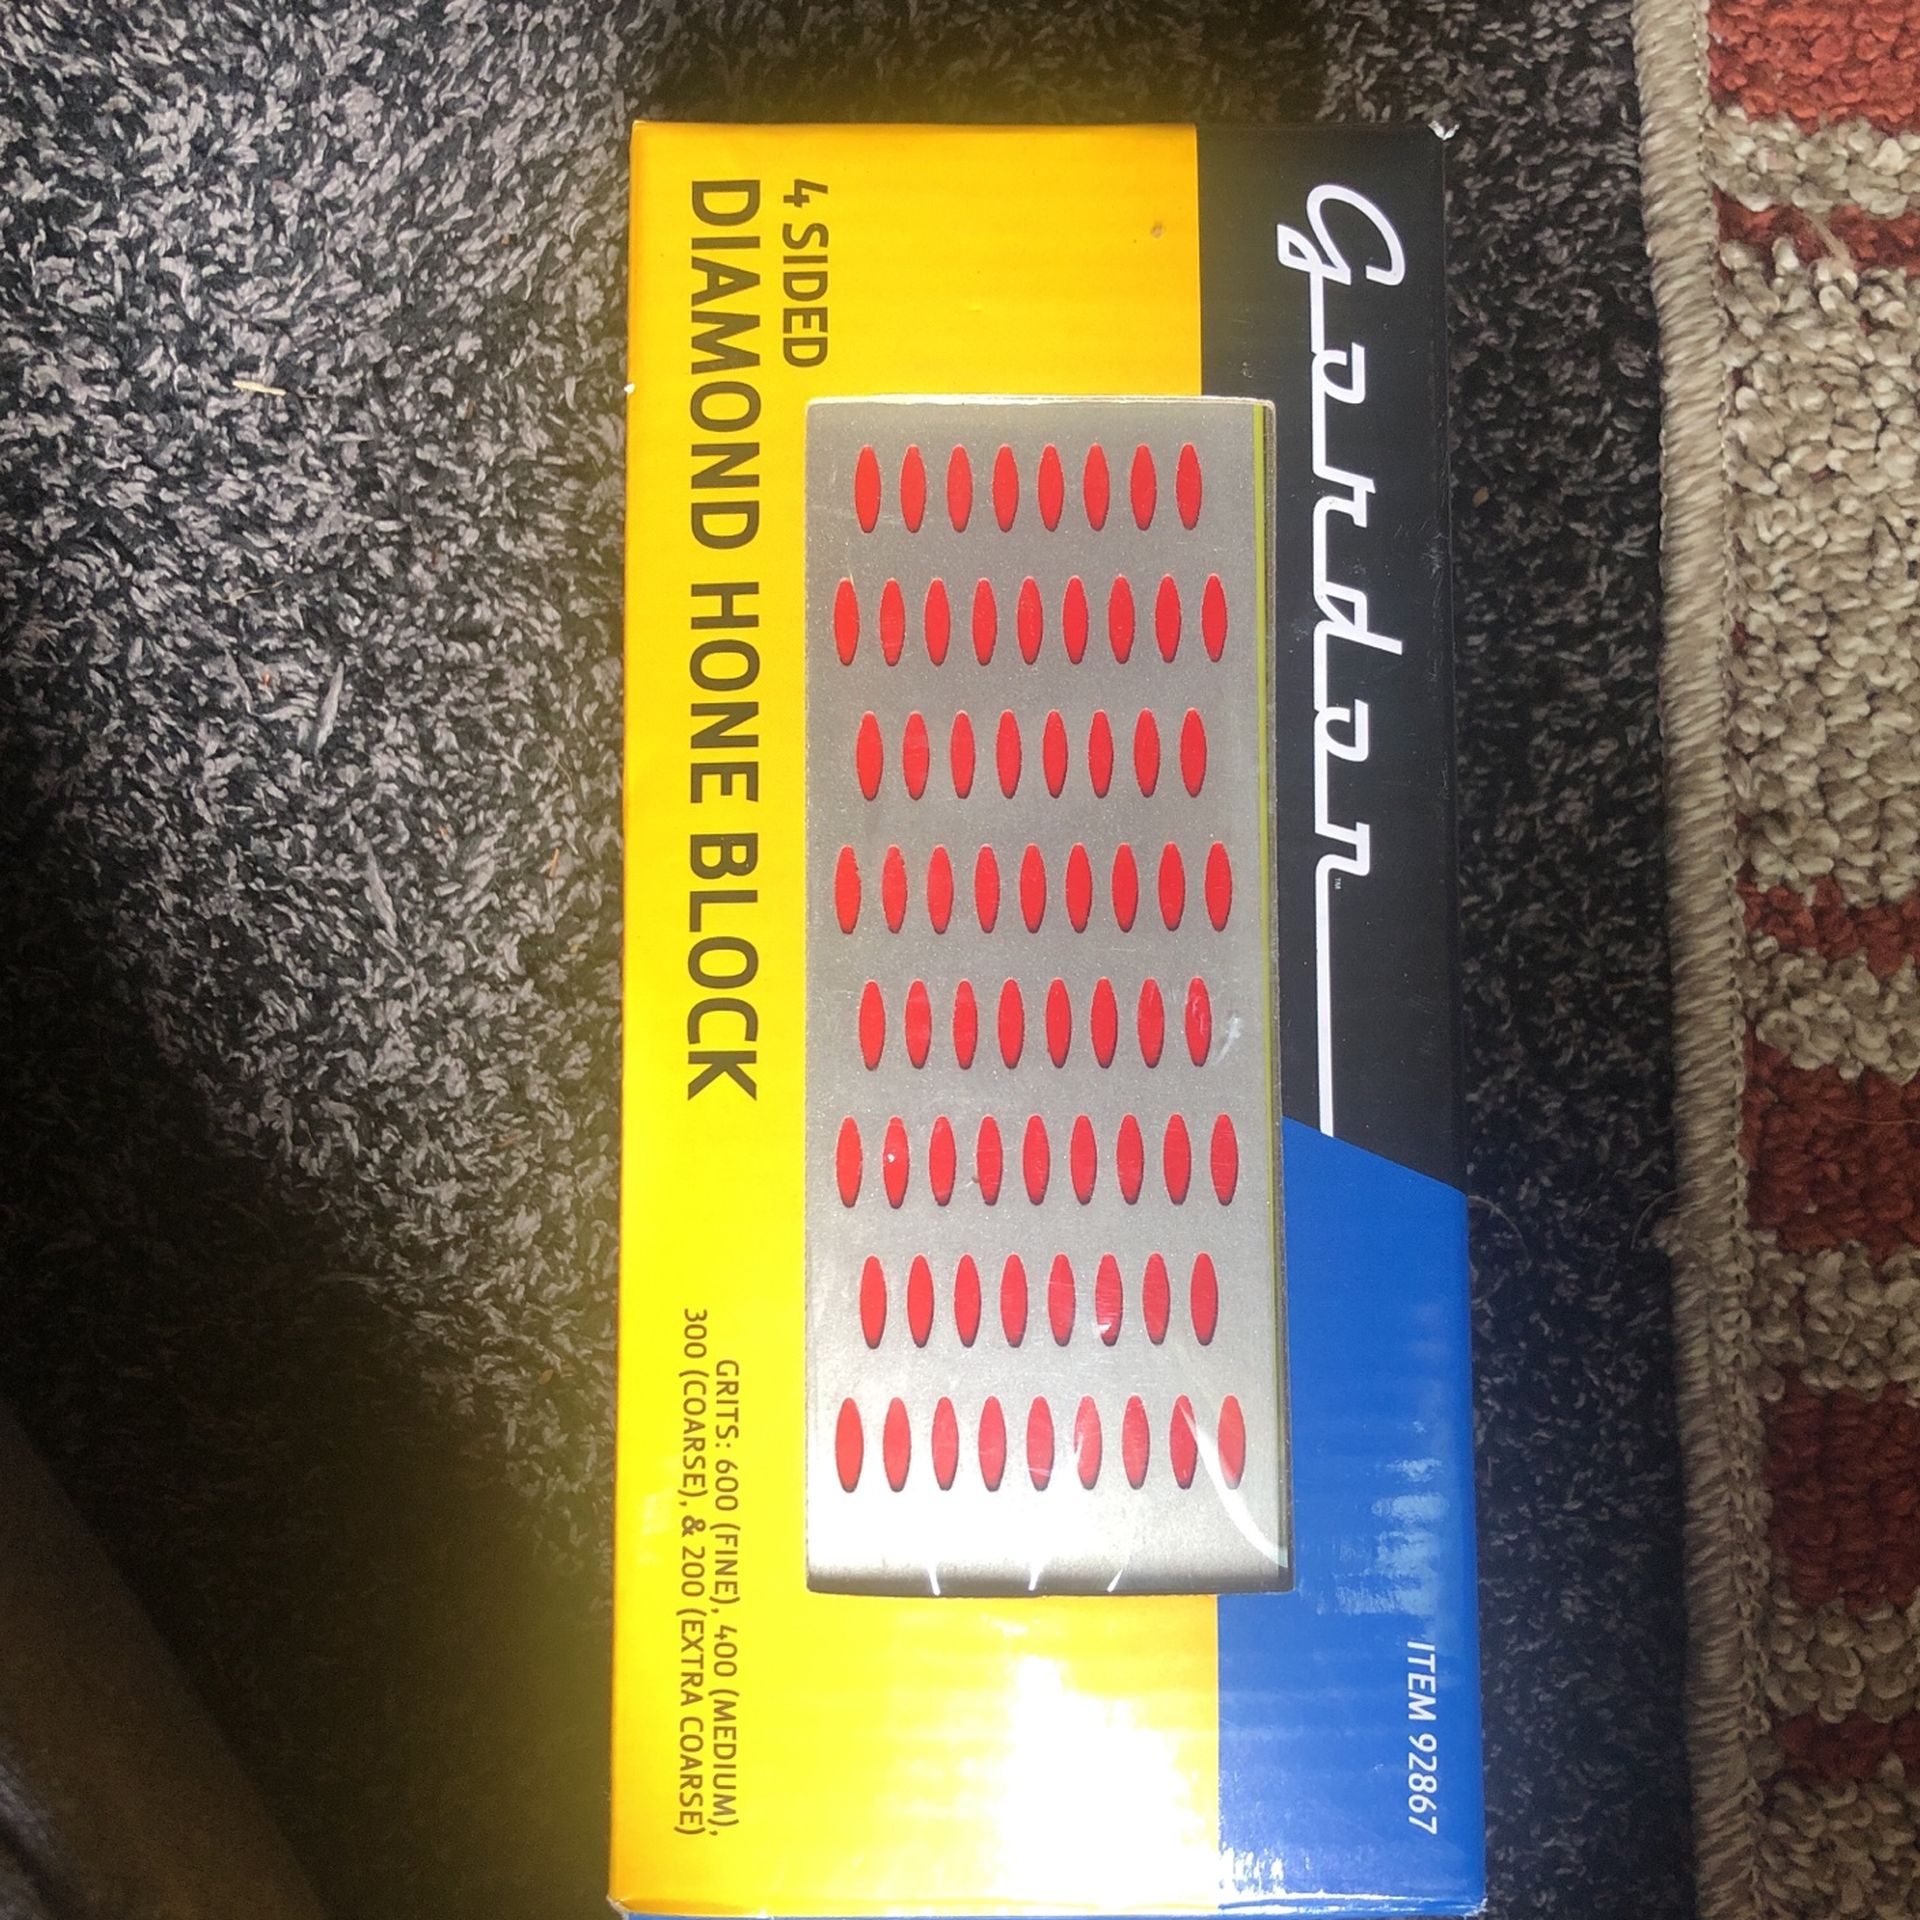 Gordon™
4 SIDED
DIAMOND HONE BLOCK
GRITS: 600 (FINE), 400 (MEDIUM),
300 (COARSE), & 200 (EXTRA COARSE)
ITEM 92867